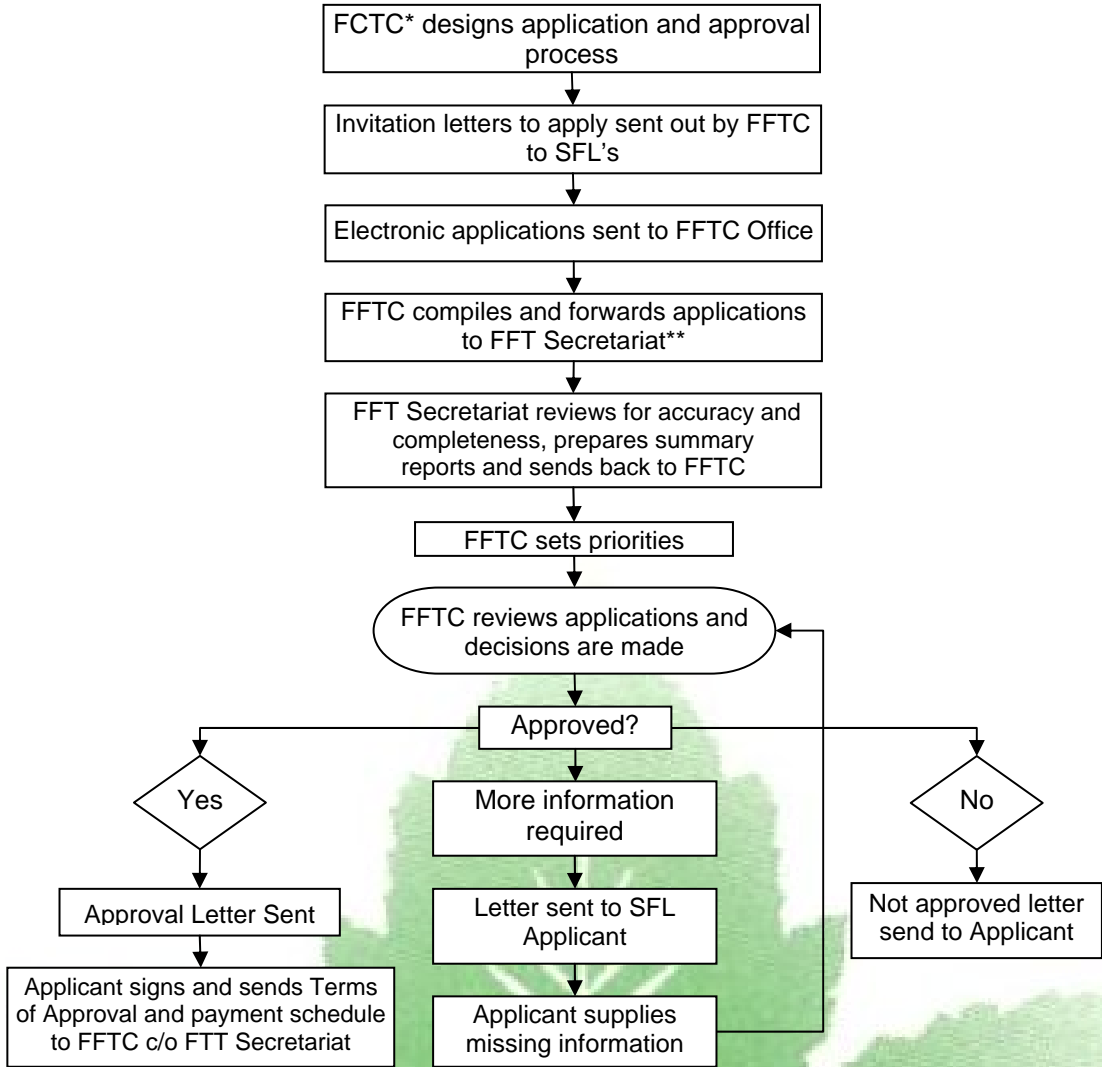 FCTC* designs application and approval
process
Invitation letters to apply sent out by FFTC
to SFL's
Electronic applications sent to FFTC Office
FFTC compiles and forwards applications
to FFT Secretariat**
FFT Secretariat reviews for accuracy and
completeness, prepares summary
reports and sends back to FFTC
FFTC sets priorities
FFTC reviews applications and
decisions are made
Approved?
Yes
More information
required
No
Approval Letter Sent
Letter sent to SFL
Applicant
Not approved letter
send to Applicant
Applicant signs and sends Terms
of Approval and payment schedule
to FFTC c/o FTT Secretariat
Applicant supplies
missing information